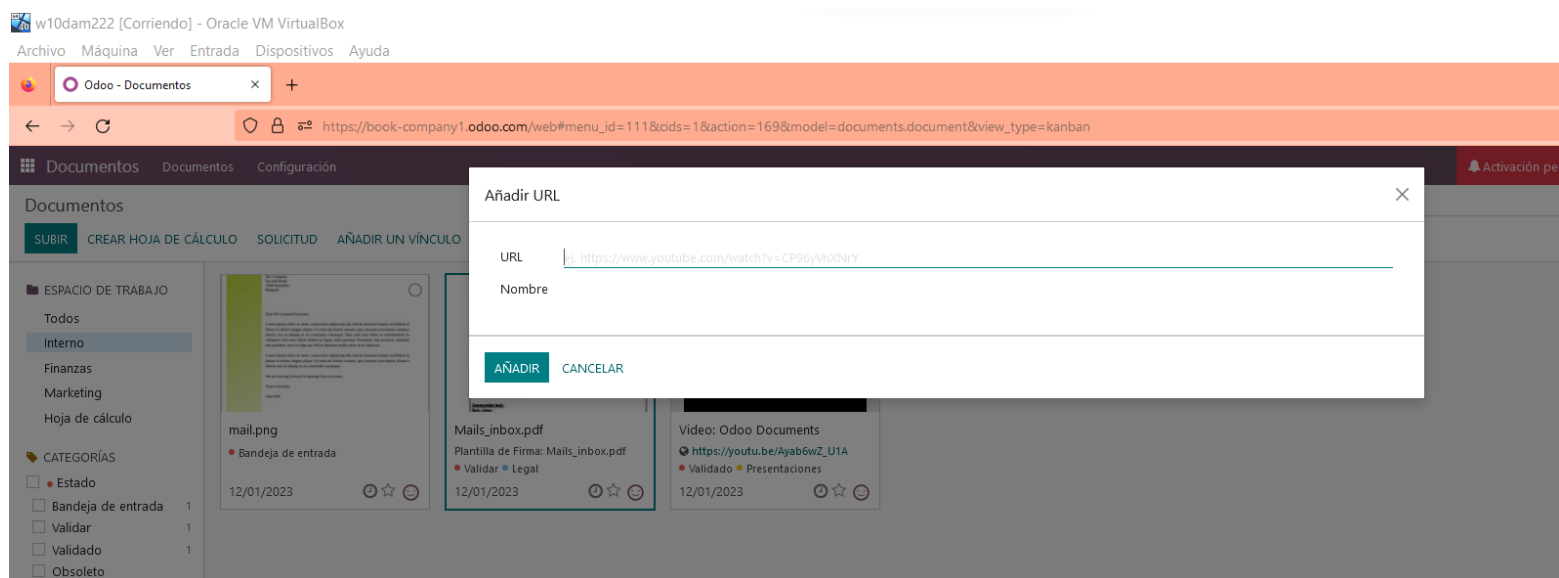 w10dam222 [Corriendo] - Oracle VM VirtualBox
Archivo Máquina Ver Entrada Dispositivos Ayuda
Odoo - Documentos
https://book-company1.odoo.com/web#menu_id=111&cids=1&action=169&model=documents.document&view_type=kanban
Documentos Documentos Configuración
Activación pe
Documentos
SUBIR CREAR HOJA DE CÁLCULO SOLICITUD AÑADIR UN VÍNCULO
Añadir URL
URL ej. https://www.youtube.com/watch?v=CP96yVnXNrY
Nombre
AÑADIR CANCELAR
ESPACIO DE TRABAJO
Todos
Interno
Finanzas
Marketing
Hoja de cálculo
CATEGORÍAS
Estado
Bandeja de entrada 1
Validar 1
Validado 1
Obsoleto
mail.png
Bandeja de entrada
12/01/2023
Mails_inbox.pdf
Plantilla de Firma: Mails_inbox.pdf
Validar Legal
12/01/2023
Video: Odoo Documents
https://youtu.be/Ayab6wZ_U1A
Validado Presentaciones
12/01/2023